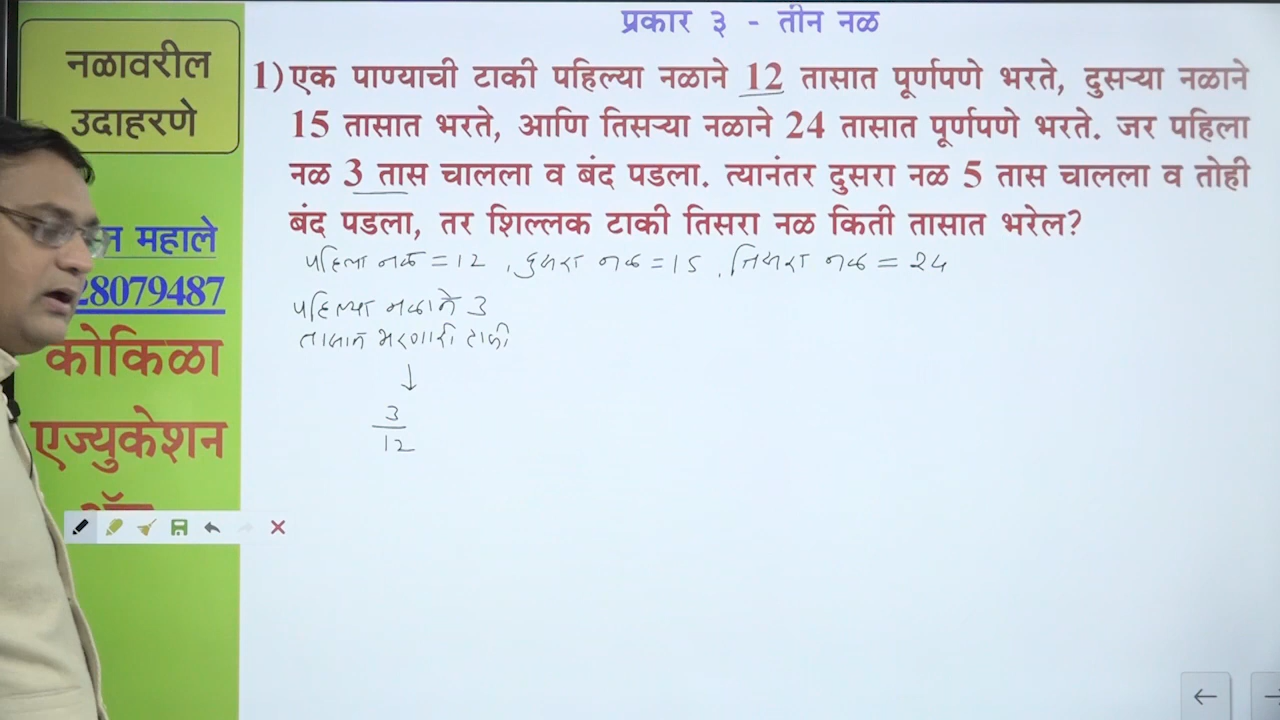 प्रकार ३ - तीन नळ
नळावरील
उदाहरणे
1) एक पाण्याची टाकी पहिल्या नळाने 12 तासात पूर्णपणे भरते, दुसऱ्या नळाने
15 तासात भरते, आणि तिसऱ्या नळाने 24 तासात पूर्णपणे भरते. जर पहिला
नळ 3 तास चालला व बंद पडला. त्यानंतर दुसरा नळ 5 तास चालला व तोही
बंद पडला, तर शिल्लक टाकी तिसरा नळ किती तासात भरेल?
पहिला नळ = 12 , दुसरा नळ = 15 , तिसरा नळ = 24
पहिल्या नळाने 3
तासात भरणारी टाकी
3
12
न महाले
28079487
कोकिळा
एज्युकेशन